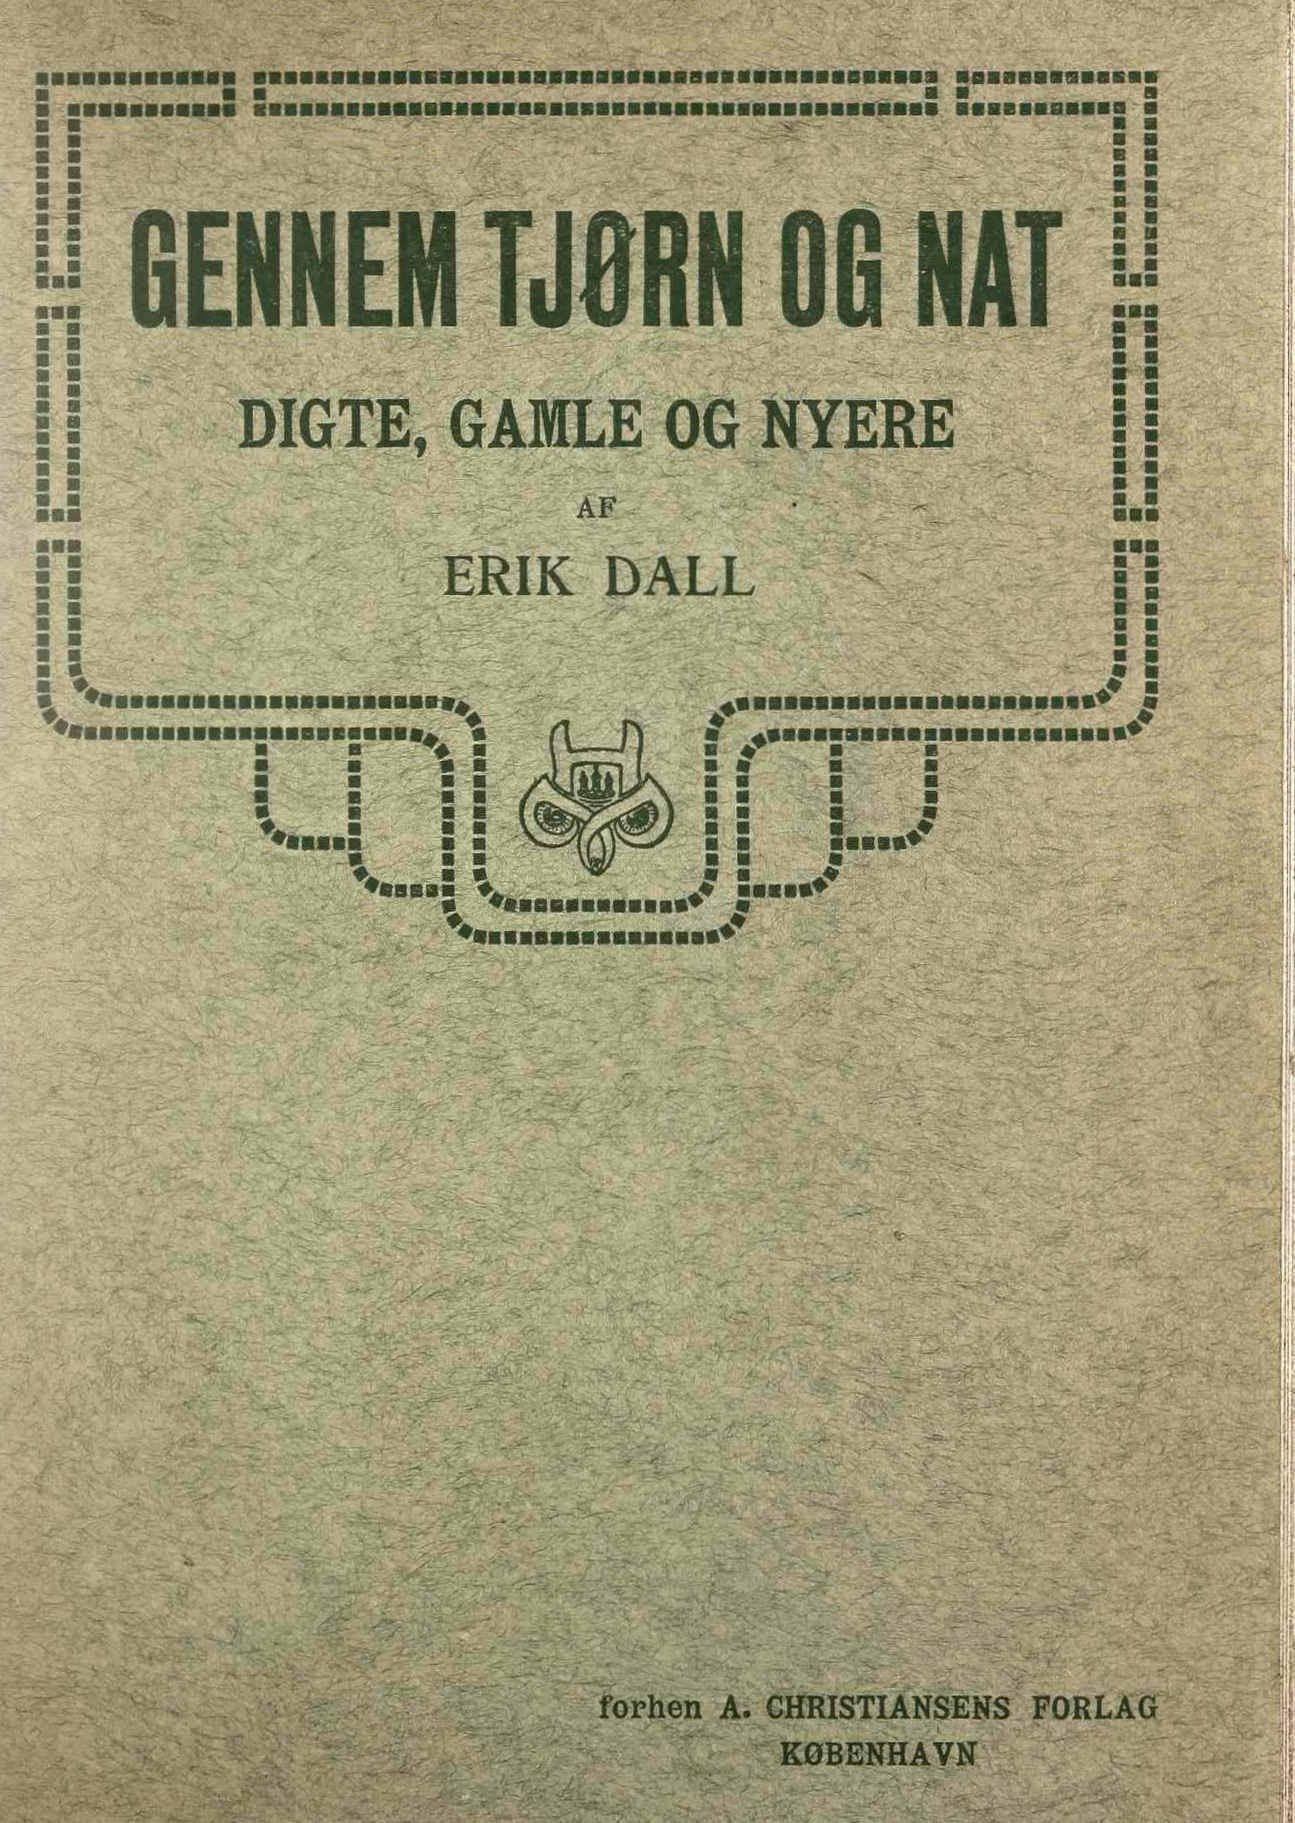 GENNEM TJØRN OG NAT
DIGTE, GAMLE OG NYERE
AF
ERIK DALL
forhen A. CHRISTIANSENS FORLAG
KØBENHAVN